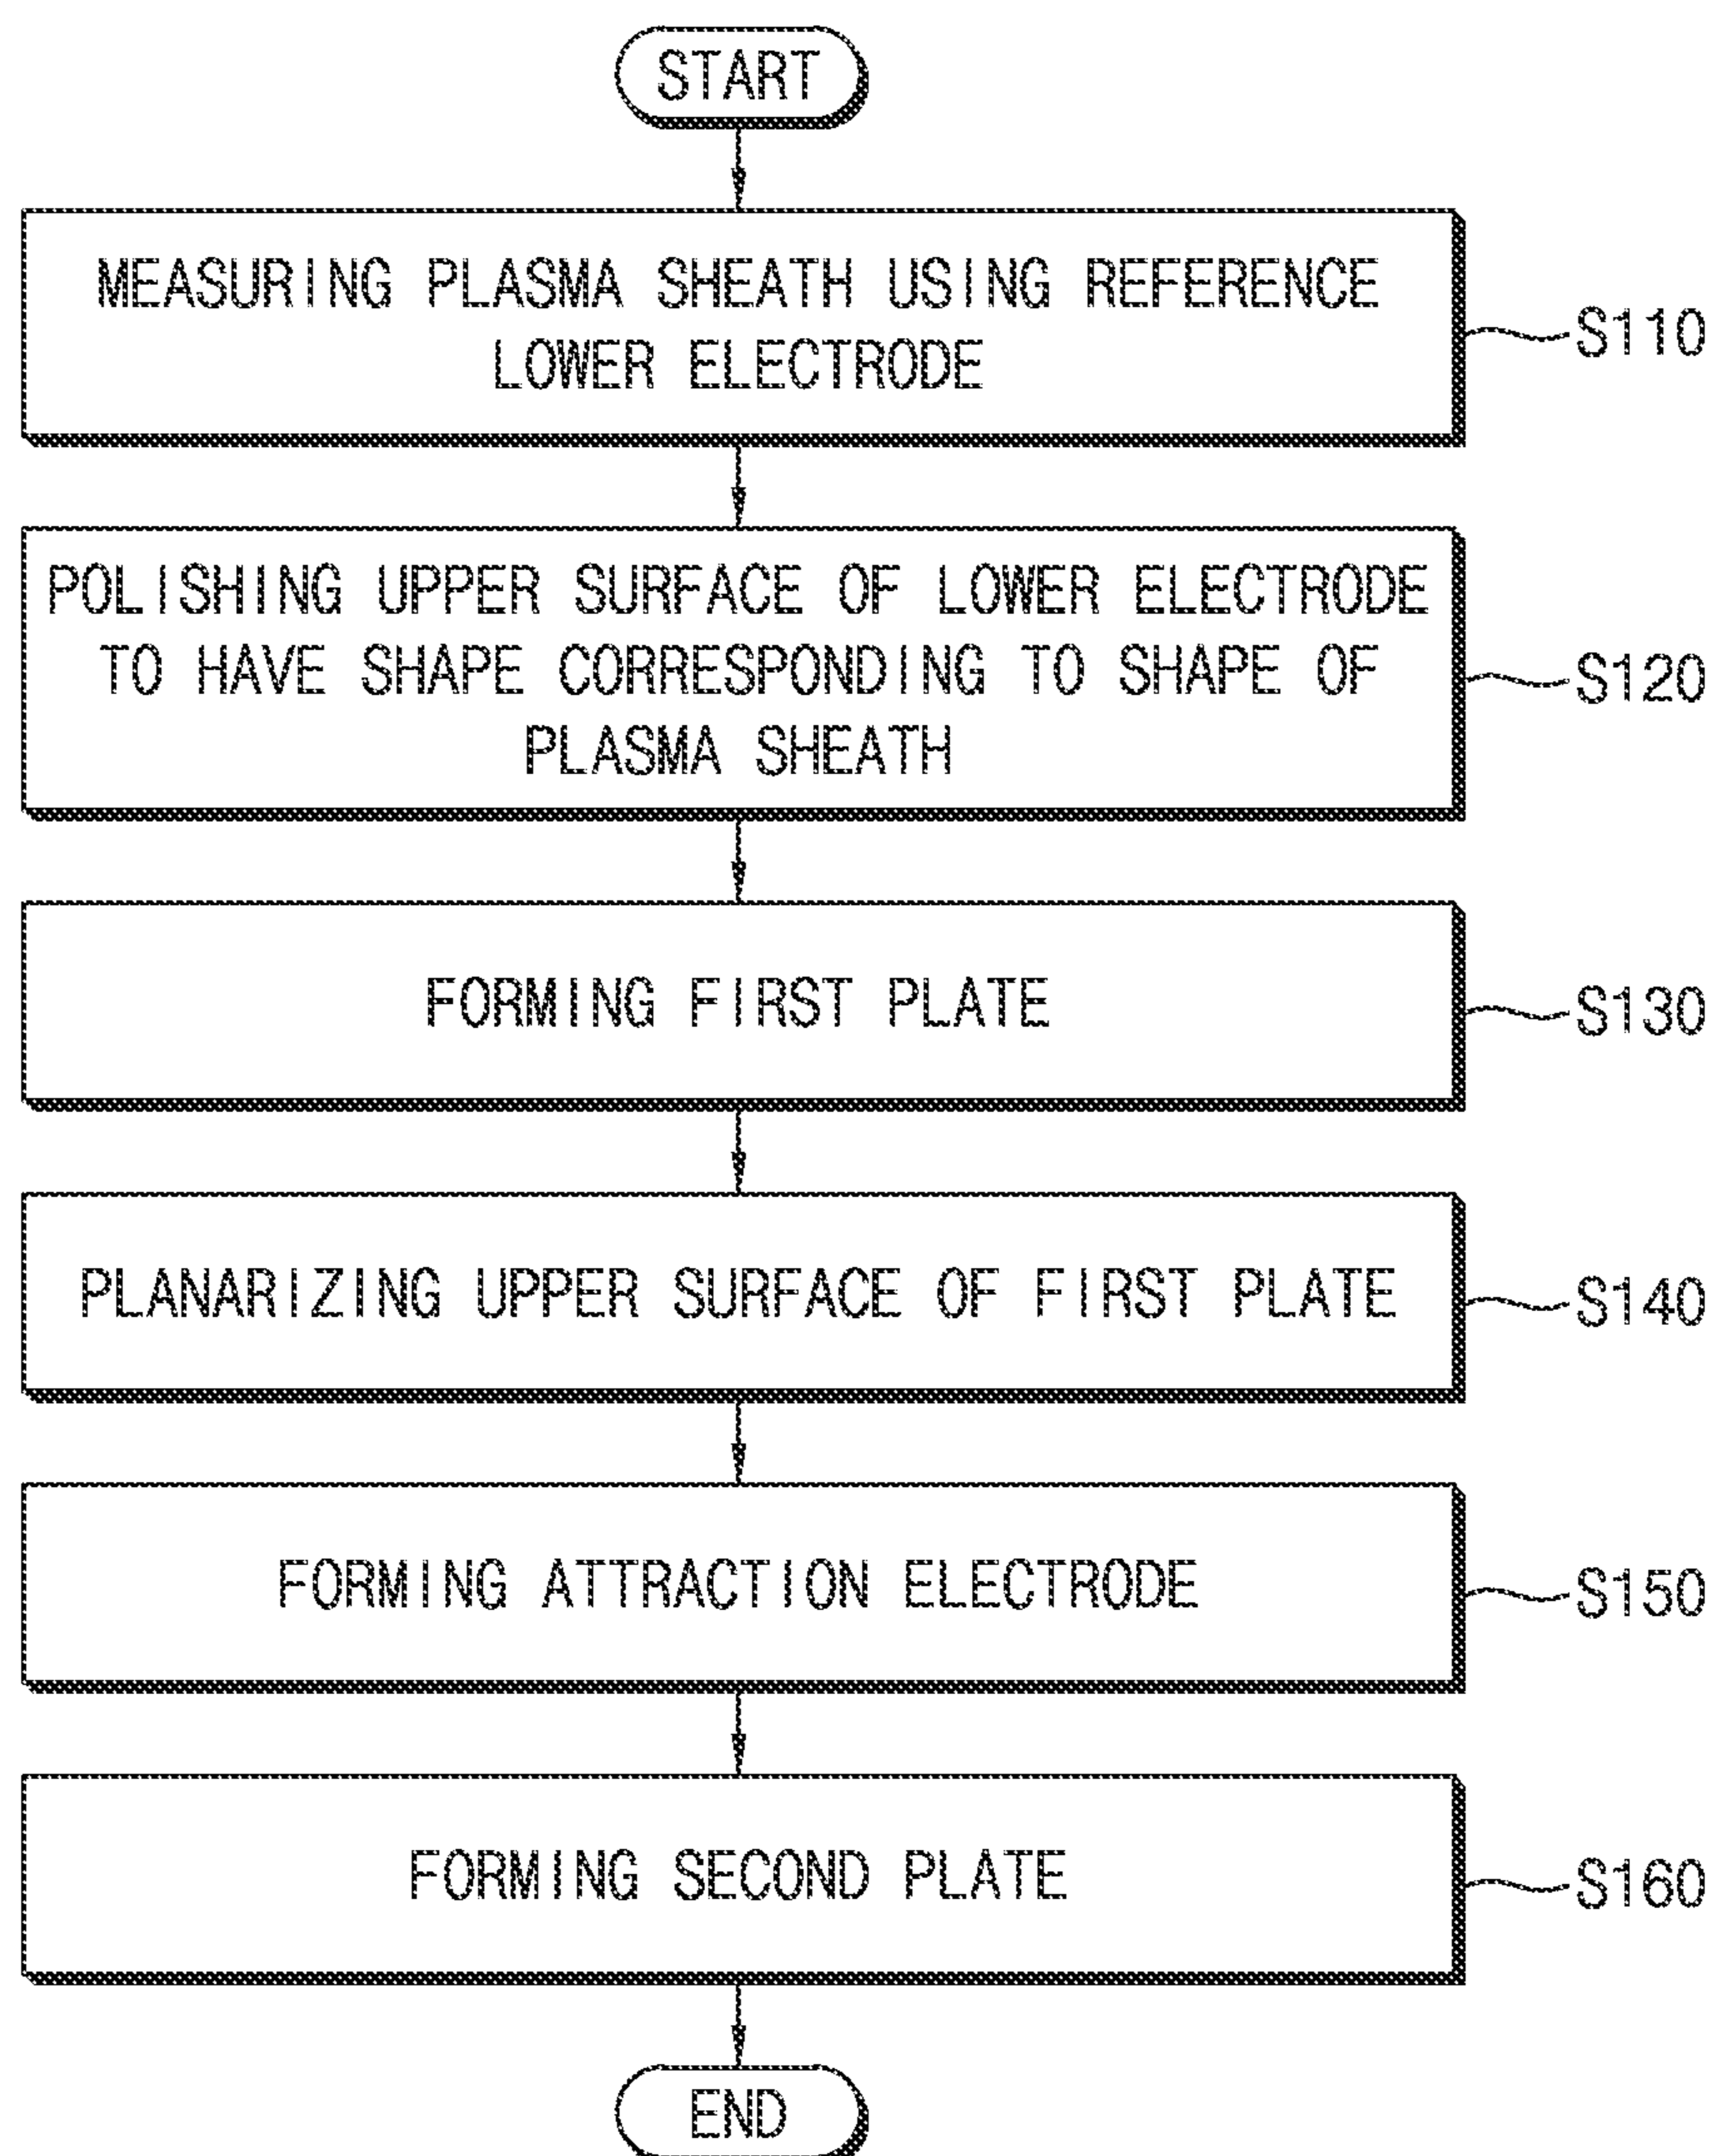 START
MEASURING PLASMA SHEATH USING REFERENCE
LOWER ELECTRODE
S110
POLISHING UPPER SURFACE OF LOWER ELECTRODE
TO HAVE SHAPE CORRESPONDING TO SHAPE OF
PLASMA SHEATH
S120
FORMING FIRST PLATE
S130
PLANARIZING UPPER SURFACE OF FIRST PLATE
S140
FORMING ATTRACTION ELECTRODE
S150
FORMING SECOND PLATE
S160
END